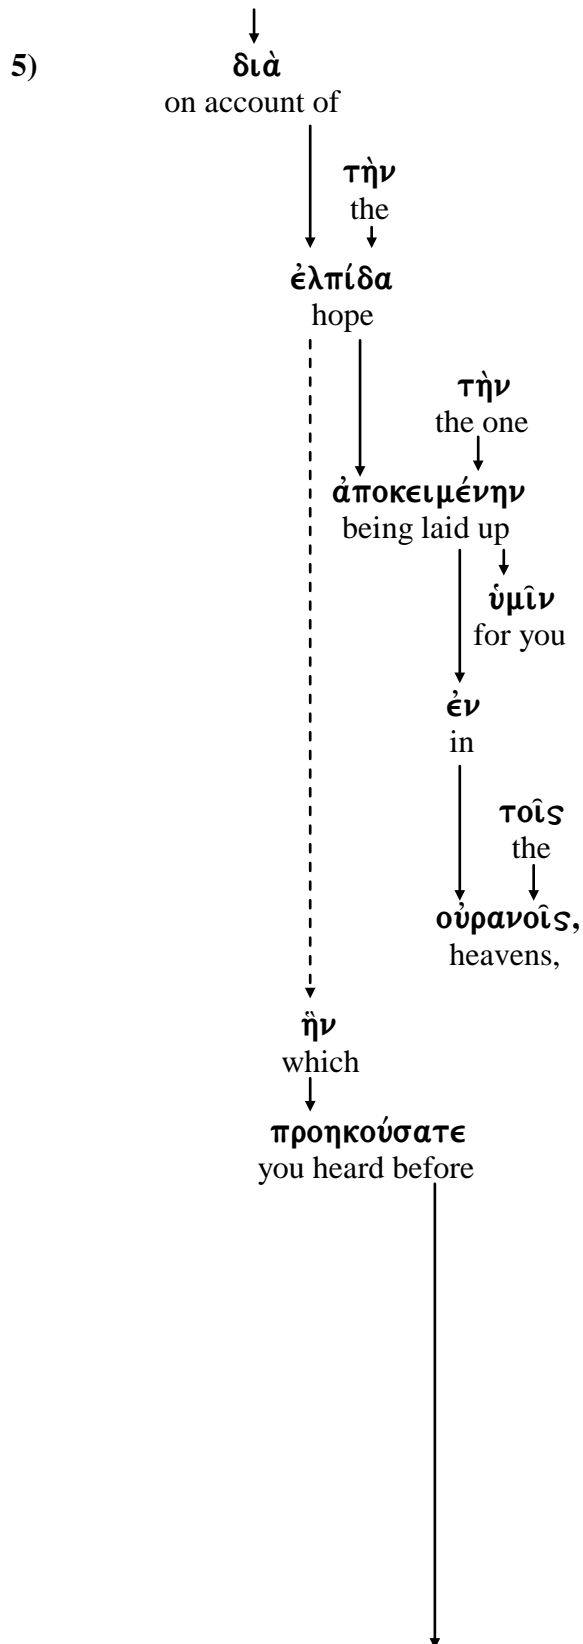 5)
διὰ
on account of
τὴν
the
ἐλπίδα
hope
τὴν
the one
ἀποκειμένην
being laid up
ὑμῖν
for you
ἐν
in
τοῖς
the
οὐρανοῖς,
heavens,
ἣν
which
προηκούσατε
you heard before